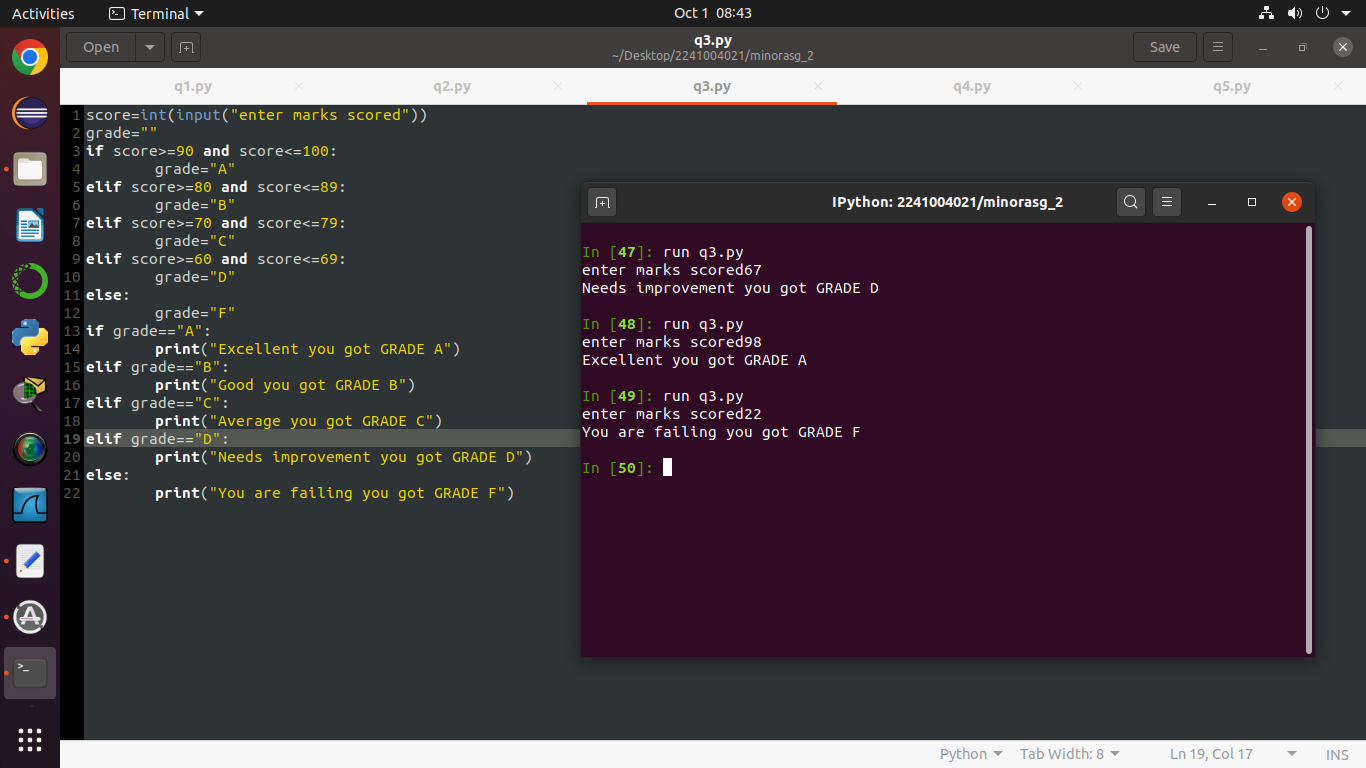 Activities
Terminal
Oct 1 08:43
Open
q3.py
~/Desktop/2241004021/minorasg_2
Save
q1.py
q2.py
q3.py
q4.py
q5.py
1 score=int(input("enter marks scored"))
2 grade=""
3 if score>=90 and score<=100:
4         grade="A"
5 elif score>=80 and score<=89:
6         grade="B"
7 elif score>=70 and score<=79:
8         grade="C"
9 elif score>=60 and score<=69:
10         grade="D"
11 else:
12         grade="F"
13 if grade=="A":
14         print("Excellent you got GRADE A")
15 elif grade=="B":
16         print("Good you got GRADE B")
17 elif grade=="C":
18         print("Average you got GRADE C")
19 elif grade=="D":
20         print("Needs improvement you got GRADE D")
21 else:
22         print("You are failing you got GRADE F")
IPython: 2241004021/minorasg_2
In [47]: run q3.py
enter marks scored67
Needs improvement you got GRADE D
In [48]: run q3.py
enter marks scored98
Excellent you got GRADE A
In [49]: run q3.py
enter marks scored22
You are failing you got GRADE F
In [50]:
Python
Tab Width: 8
Ln 19, Col 17
INS